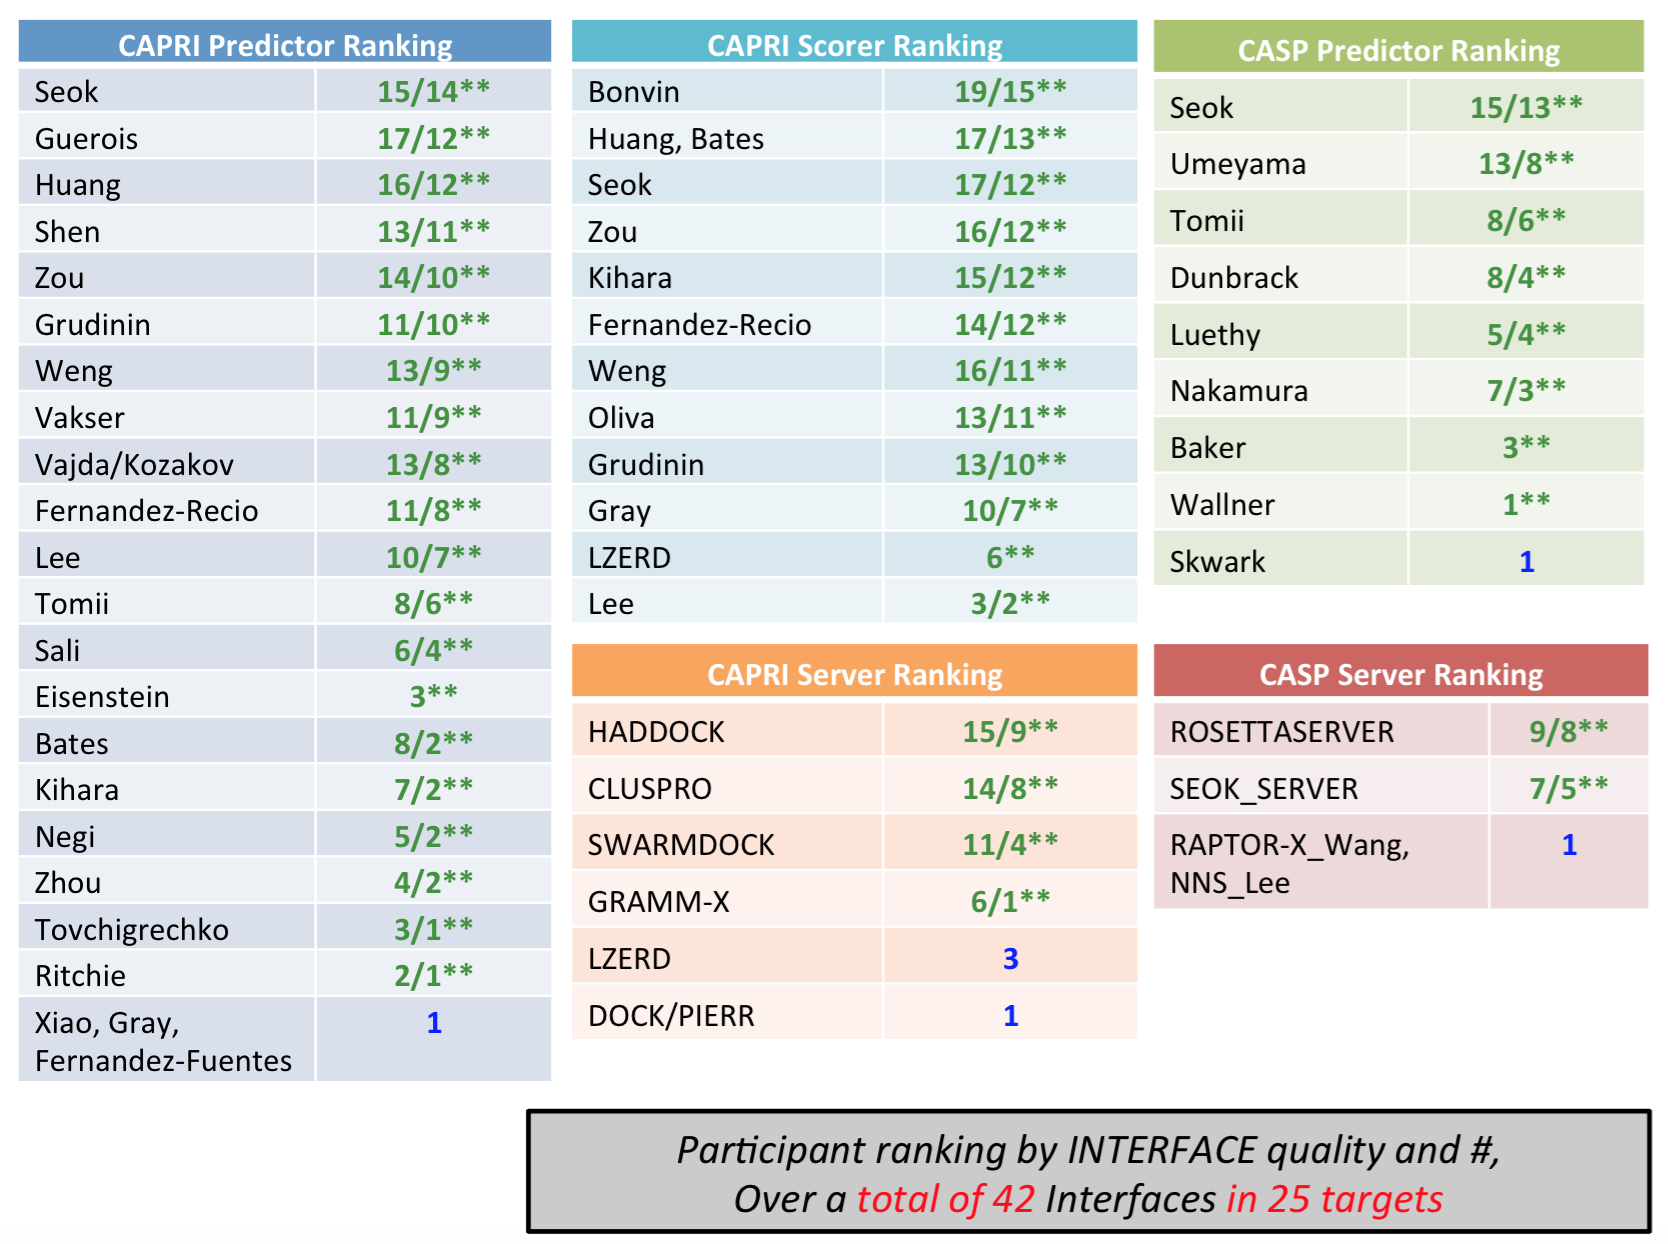 CAPRI Predictor Ranking
Seok 15/14**
Guerois 17/12**
Huang 16/12**
Shen 13/11**
Zou 14/10**
Grudinin 11/10**
Weng 13/9**
Vakser 11/9**
Vajda/Kozakov 13/8**
Fernandez-Recio 11/8**
Lee 10/7**
Tomii 8/6**
Sali 6/4**
Eisenstein 3**
Bates 8/2**
Kihara 7/2**
Negi 5/2**
Zhou 4/2**
Tovchigrechko 3/1**
Ritchie 2/1**
Xiao, Gray, 1
Fernandez-Fuentes
CAPRI Scorer Ranking
Bonvin 19/15**
Huang, Bates 17/13**
Seok 17/12**
Zou 16/12**
Kihara 15/12**
Fernandez-Recio 14/12**
Weng 16/11**
Oliva 13/11**
Grudinin 13/10**
Gray 10/7**
LZERD 6**
Lee 3/2**
CAPRI Server Ranking
HADDOCK 15/9**
CLUSPRO 14/8**
SWARMDOCK 11/4**
GRAMM-X 6/1**
LZERD 3
DOCK/PIERR 1
CASP Predictor Ranking
Seok 15/13**
Umeyama 13/8**
Tomii 8/6**
Dunbrack 8/4**
Luethy 5/4**
Nakamura 7/3**
Baker 3**
Wallner 1**
Skwark 1
CASP Server Ranking
ROSETTASERVER 9/8**
SEOK_SERVER 7/5**
RAPTOR-X_Wang, 1
NNS_Lee
Participant ranking by INTERFACE quality and #,
Over a total of 42 Interfaces in 25 targets